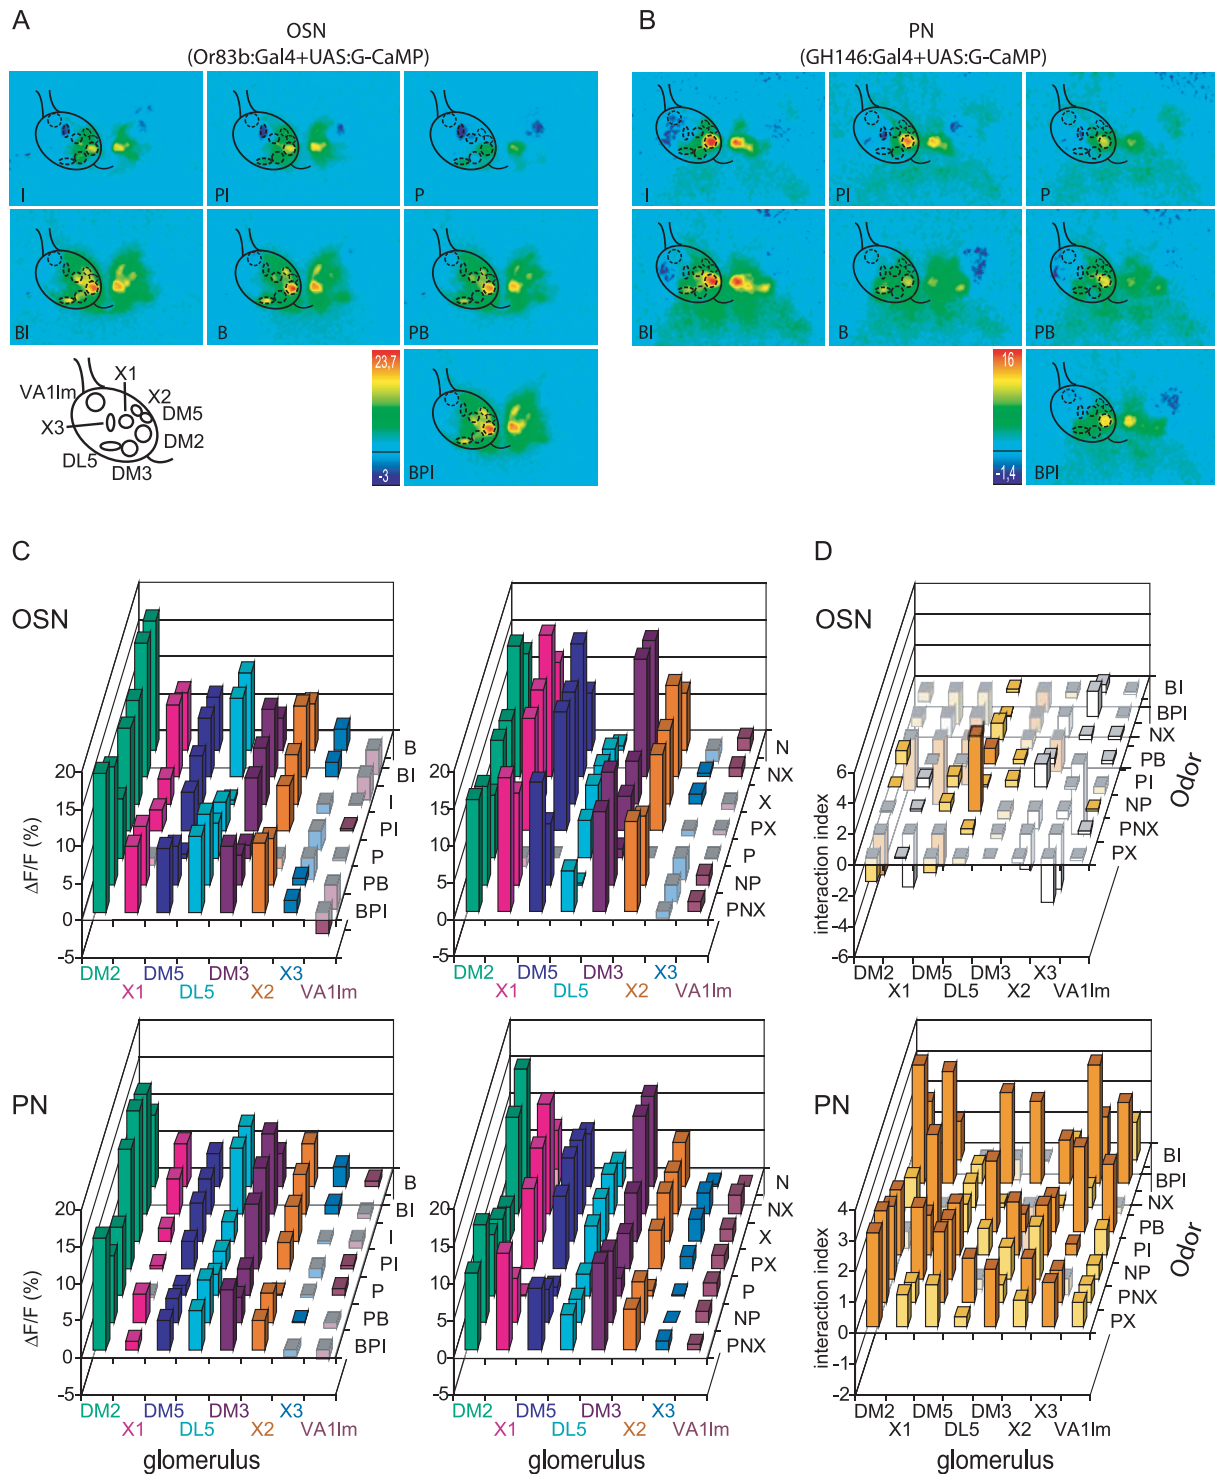 A
OSN
(Or83b:Gal4+UAS:G-CaMP)
I
PI
P
BI
B
PB
VA1lm
X1
X2
DM5
X3
DM2
DL5
DM3
23,7
-3
BPI
B
PN
(GH146:Gal4+UAS:G-CaMP)
I
PI
P
BI
B
PB
16
-1,4
BPI
C
OSN
ΔF/F (%)
20
15
10
5
0
-5
B
BI
I
PI
P
PB
BPI
DM2
DM5
DM3
X3
X1
DL5
X2
VA1lm
20
15
10
5
0
-5
N
NX
X
PX
P
NP
PNX
DM2
DM5
DM3
X3
X1
DL5
X2
VA1lm
D
OSN
interaction index
6
4
2
0
-2
-4
-6
BI
BPI
NX
PB
PI
NP
PNX
PX
Odor
DM2
DM5
DM3
X3
X1
DL5
X2
VA1lm
PN
ΔF/F (%)
20
15
10
5
0
-5
B
BI
I
PI
P
PB
BPI
DM2
DM5
DM3
X3
X1
DL5
X2
VA1lm
glomerulus
20
15
10
5
0
-5
N
NX
X
PX
P
NP
PNX
DM2
DM5
DM3
X3
X1
DL5
X2
VA1lm
glomerulus
PN
interaction index
4
3
2
1
0
-1
-2
BI
BPI
NX
PB
PI
NP
PNX
PX
Odor
DM2
DM5
DM3
X3
X1
DL5
X2
VA1lm
glomerulus